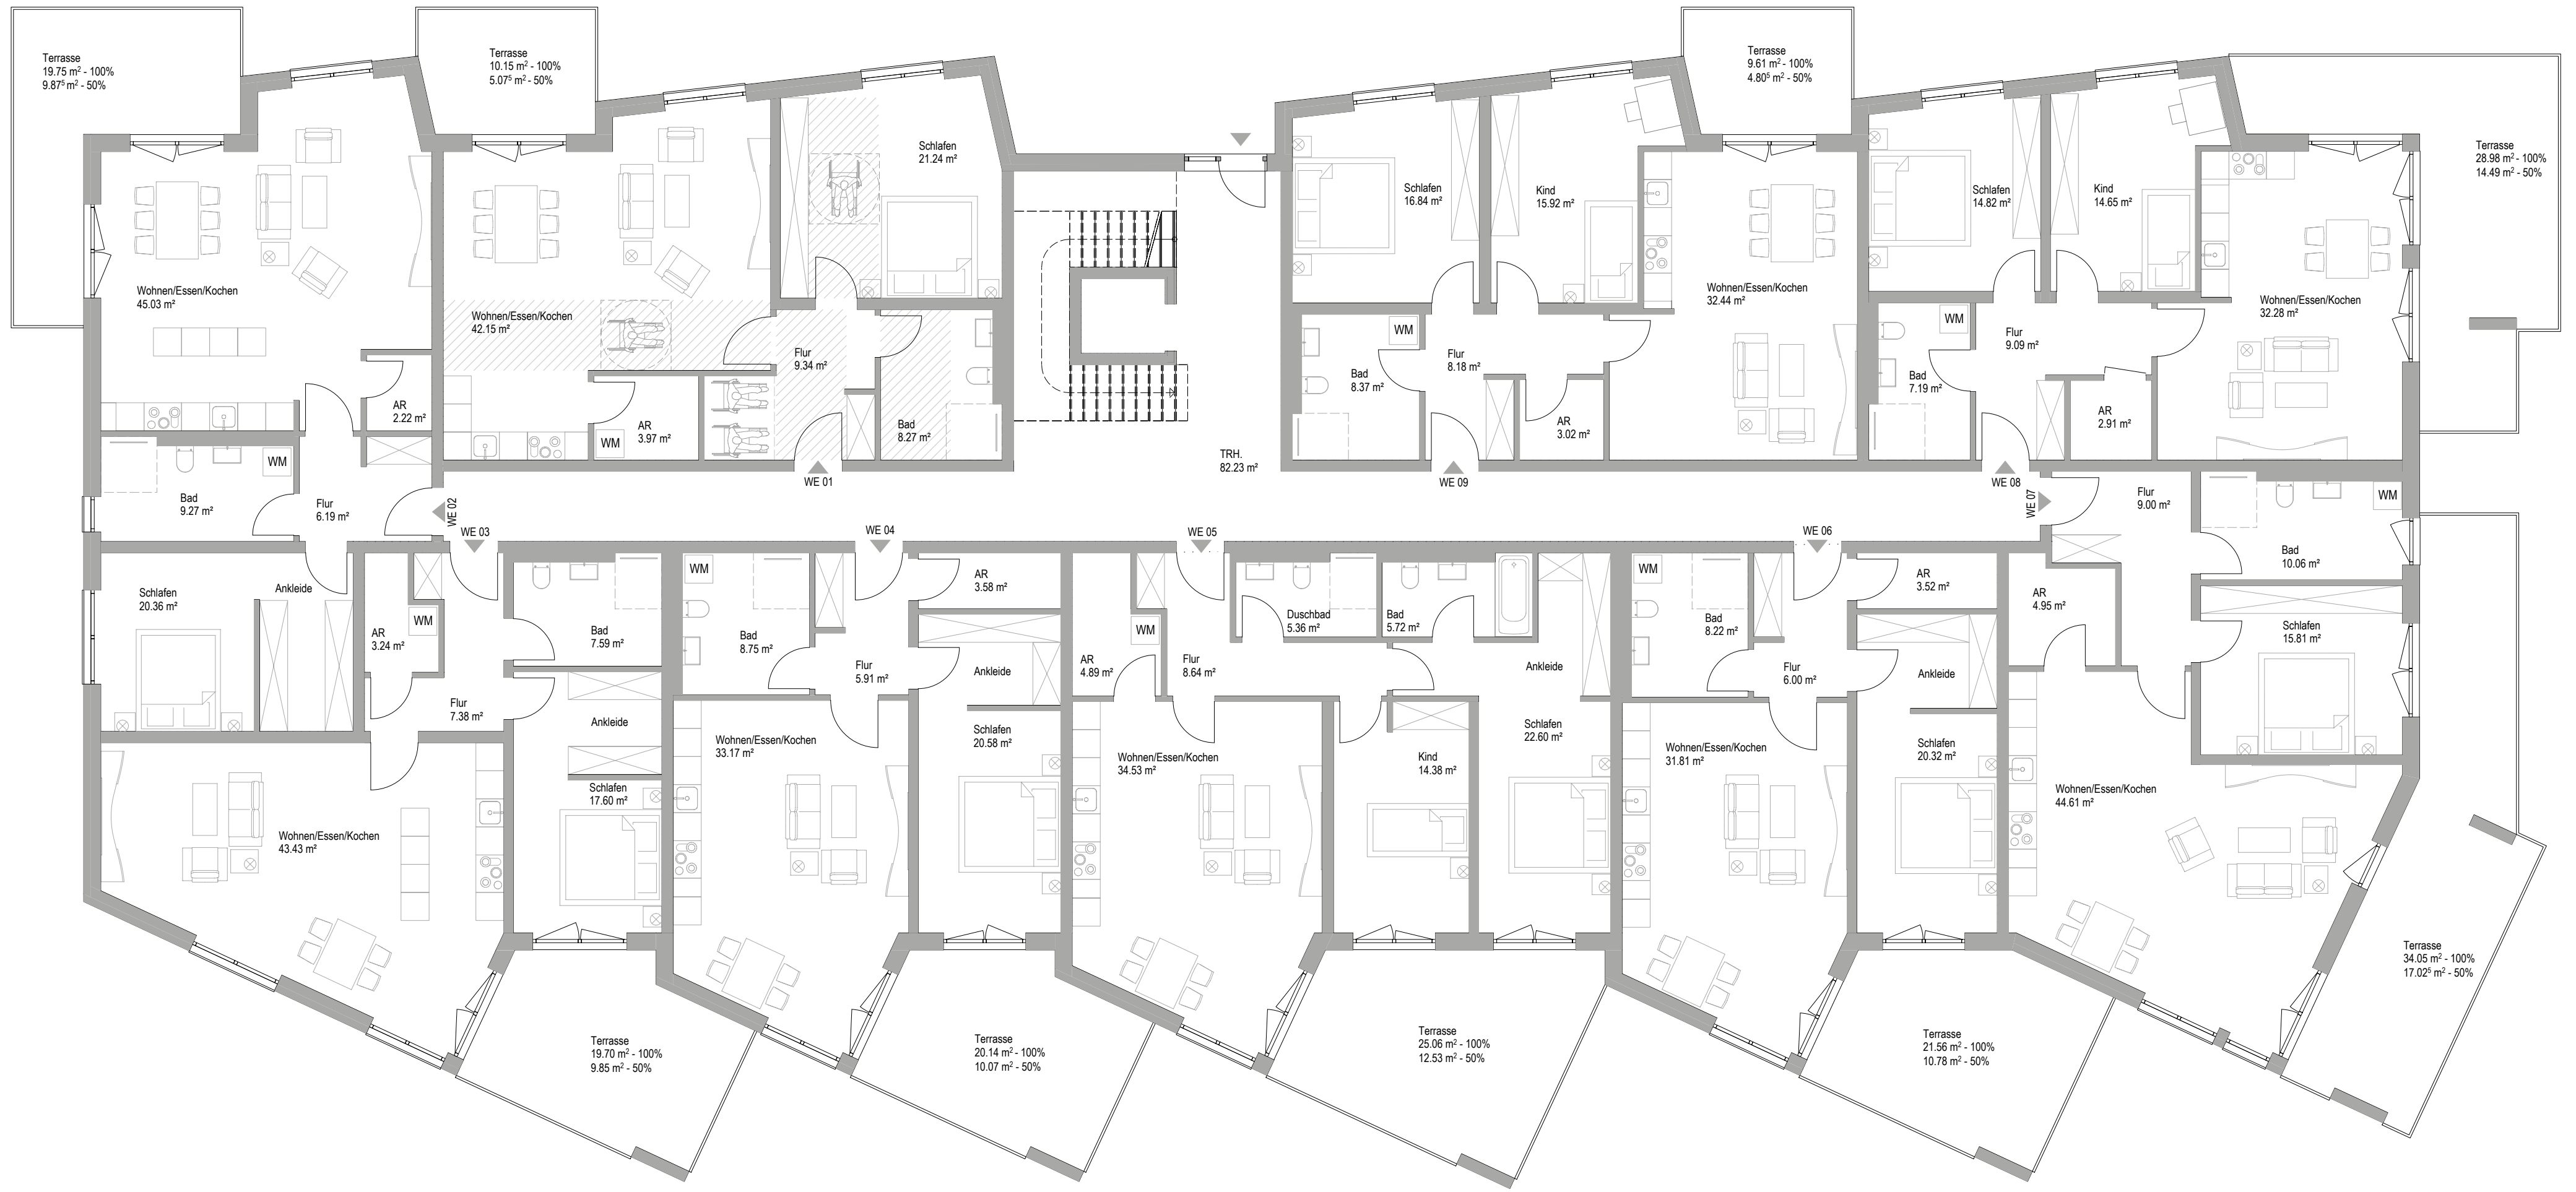 Terrasse
19.75 m² - 100%
9.87⁵ m² - 50%
Terrasse
10.15 m² - 100%
5.07⁵ m² - 50%
Terrasse
9.61 m² - 100%
4.80⁵ m² - 50%
Terrasse
28.98 m² - 100%
14.49 m² - 50%
Schlafen
21.24 m²
Schlafen
16.84 m²
Kind
15.92 m²
Schlafen
14.82 m²
Kind
14.65 m²
Wohnen/Essen/Kochen
45.03 m²
Wohnen/Essen/Kochen
42.15 m²
Wohnen/Essen/Kochen
32.44 m²
Wohnen/Essen/Kochen
32.28 m²
Flur
9.34 m²
WM
Bad
8.37 m²
Flur
8.18 m²
WM
Flur
9.09 m²
Bad
7.19 m²
AR
2.22 m²
AR
3.97 m²
WM
Bad
8.27 m²
AR
3.02 m²
AR
2.91 m²
TRH.
82.23 m²
WM
Bad
9.27 m²
Flur
6.19 m²
WE 02
WE 01
WE 09
WE 08
WE 07
Flur
9.00 m²
WM
Bad
10.06 m²
WE 03
WE 04
WE 05
WE 06
Schlafen
20.36 m²
Ankleide
AR
3.24 m²
WM
Bad
7.59 m²
WM
Bad
8.75 m²
Flur
5.91 m²
AR
3.58 m²
Ankleide
WM
AR
4.89 m²
Flur
8.64 m²
Duschbad
5.36 m²
Bad
5.72 m²
Ankleide
WM
Bad
8.22 m²
Flur
6.00 m²
AR
3.52 m²
Ankleide
AR
4.95 m²
Schlafen
15.81 m²
Flur
7.38 m²
Ankleide
Schlafen
17.60 m²
Wohnen/Essen/Kochen
33.17 m²
Schlafen
20.58 m²
Wohnen/Essen/Kochen
34.53 m²
Kind
14.38 m²
Schlafen
22.60 m²
Wohnen/Essen/Kochen
31.81 m²
Schlafen
20.32 m²
Wohnen/Essen/Kochen
44.61 m²
Wohnen/Essen/Kochen
43.43 m²
Terrasse
34.05 m² - 100%
17.02⁵ m² - 50%
Terrasse
19.70 m² - 100%
9.85 m² - 50%
Terrasse
20.14 m² - 100%
10.07 m² - 50%
Terrasse
25.06 m² - 100%
12.53 m² - 50%
Terrasse
21.56 m² - 100%
10.78 m² - 50%